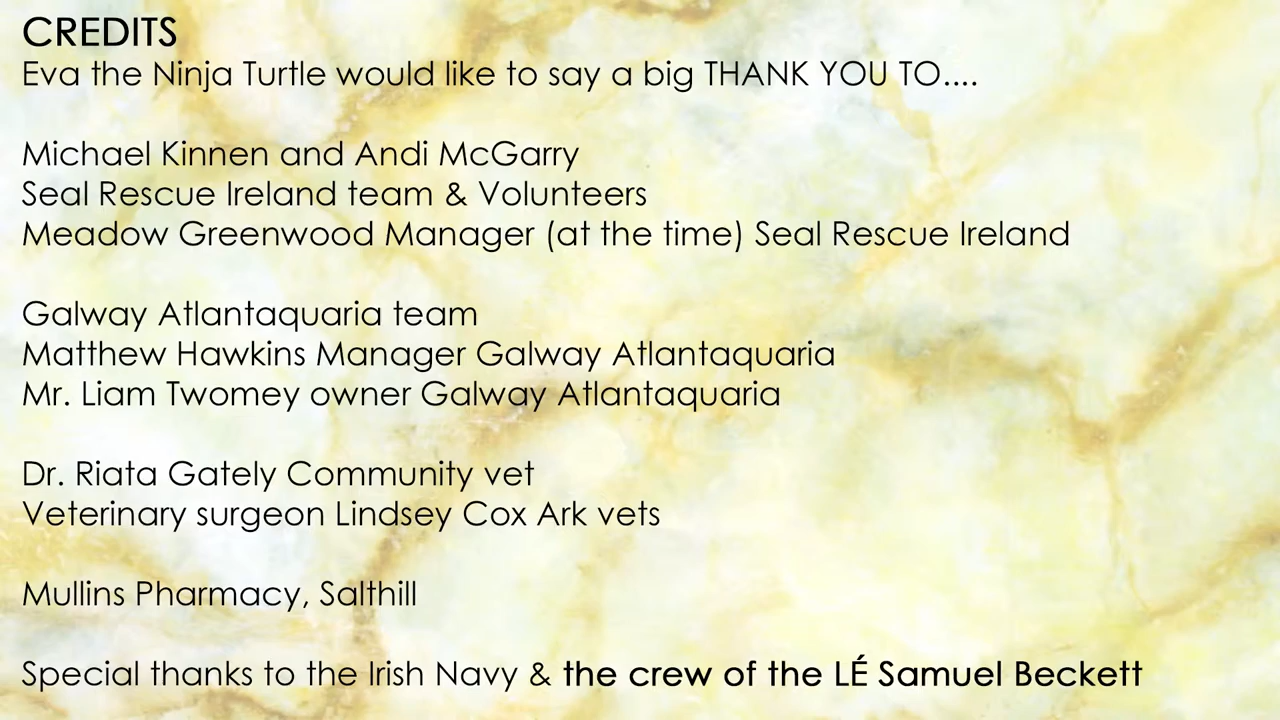 CREDITS
Eva the Ninja Turtle would like to say a big THANK YOU TO....
Michael Kinnen and Andi McGarry
Seal Rescue Ireland team & Volunteers
Meadow Greenwood Manager (at the time) Seal Rescue Ireland
Galway Atlantaquaria team
Matthew Hawkins Manager Galway Atlantaquaria
Mr. Liam Twomey owner Galway Atlantaquaria
Dr. Riata Gately Community vet
Veterinary surgeon Lindsey Cox Ark vets
Mullins Pharmacy, Salthill
Special thanks to the Irish Navy & the crew of the LÉ Samuel Beckett